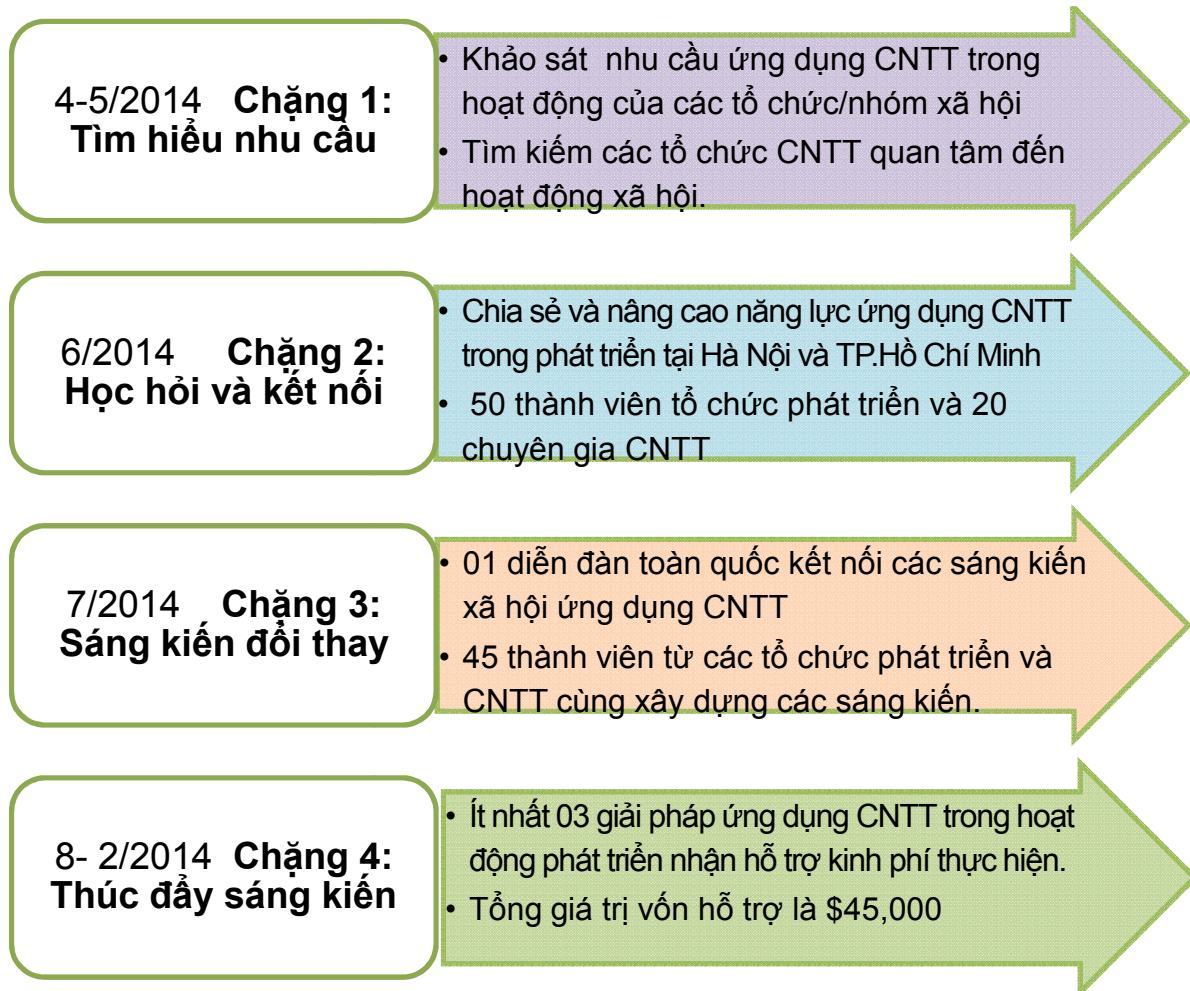 4-5/2014 Chặng 1:
Tìm hiểu nhu cầu
• Khảo sát nhu cầu ứng dụng CNTT trong
hoạt động của các tổ chức/nhóm xã hội
• Tìm kiếm các tổ chức CNTT quan tâm đến
hoạt động xã hội.
6/2014 Chặng 2:
Học hỏi và kết nối
• Chia sẻ và nâng cao năng lực ứng dụng CNTT
trong phát triển tại Hà Nội và TP.Hồ Chí Minh
• 50 thành viên tổ chức phát triển và 20
chuyên gia CNTT
7/2014 Chặng 3:
Sáng kiến đổi thay
• 01 diễn đàn toàn quốc kết nối các sáng kiến
xã hội ứng dụng CNTT
• 45 thành viên từ các tổ chức phát triển và
CNTT cùng xây dựng các sáng kiến.
8- 2/2014 Chặng 4:
Thúc đẩy sáng kiến
• Ít nhất 03 giải pháp ứng dụng CNTT trong hoạt
động phát triển nhận hỗ trợ kinh phí thực hiện.
• Tổng giá trị vốn hỗ trợ là $45,000